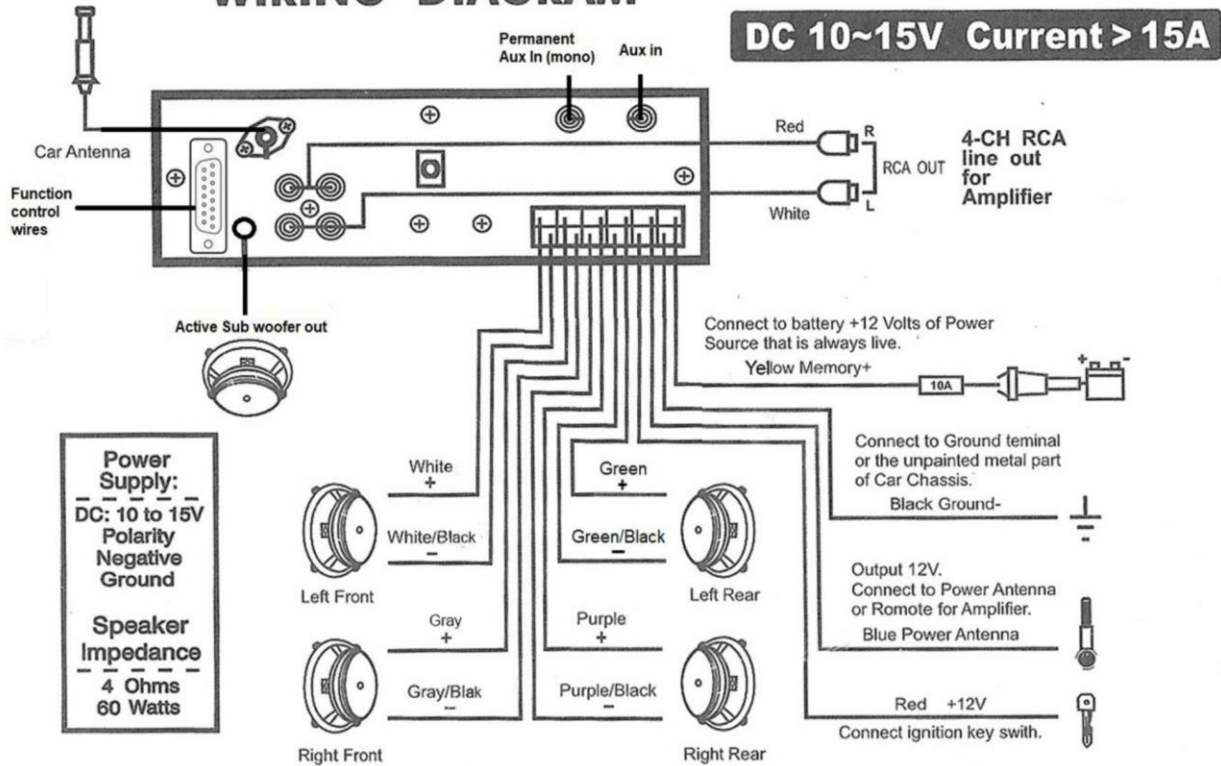 WIRING DIAGRAM
DC 10~15V Current > 15A
Permanent
Aux In (mono)
Aux in
Car Antenna
Function
control
wires
Red
R
RCA OUT
White
L
4-CH RCA
line out
for
Amplifier
Active Sub woofer out
Connect to battery +12 Volts of Power
Source that is always live.
Yellow Memory+
10A
+ -
Power
Supply:
DC: 10 to 15V
Polarity
Negative
Ground
Speaker
Impedance
4 Ohms
60 Watts
White
+
White/Black
-
Left Front
Gray
+
Gray/Blak
-
Right Front
Green
+
Green/Black
-
Left Rear
Purple
+
Purple/Black
-
Right Rear
Connect to Ground teminal
or the unpainted metal part
of Car Chassis.
Black Ground-
Output 12V.
Connect to Power Antenna
or Romote for Amplifier.
Blue Power Antenna
Red +12V
Connect ignition key swith.